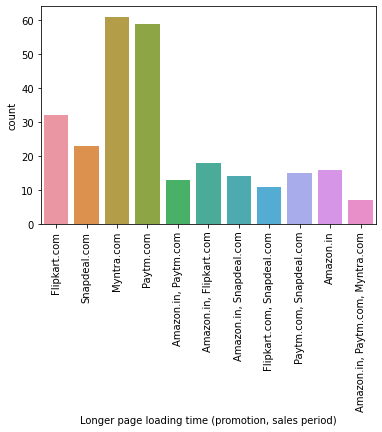 60
50
40
30
20
10
0
count
Flipkart.com
Snapdeal.com
Myntra.com
Paytm.com
Amazon.in, Paytm.com
Amazon.in, Flipkart.com
Amazon.in, Snapdeal.com
Flipkart.com, Snapdeal.com
Paytm.com, Snapdeal.com
Amazon.in
Amazon.in, Paytm.com, Myntra.com
Longer page loading time (promotion, sales period)